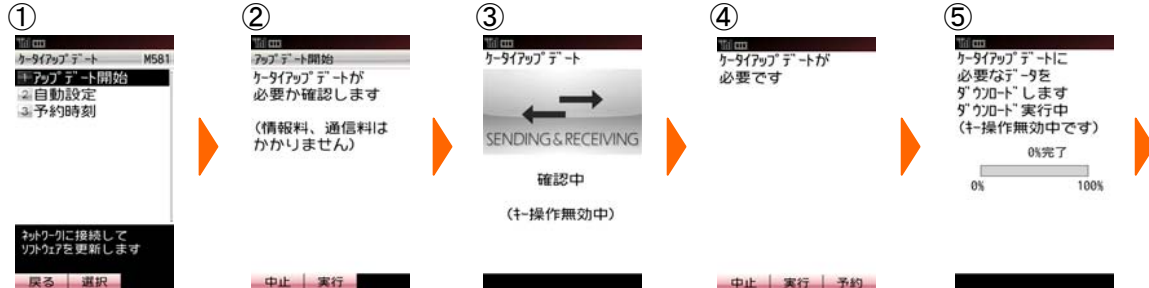 ①
ｹｰﾀｲｱｯﾌﾟﾃﾞｰﾄ M581
1 ｱｯﾌﾟﾃﾞｰﾄ開始
2 自動設定
3 予約時刻
ﾈｯﾄﾜｰｸに接続して
ｿﾌﾄｳｪｱを更新します
戻る 選択
②
ｱｯﾌﾟﾃﾞｰﾄ開始
ｹｰﾀｲｱｯﾌﾟﾃﾞｰﾄが
必要か確認します
(情報料、通信料は
かかりません)
中止 実行
③
ｹｰﾀｲｱｯﾌﾟﾃﾞｰﾄ
SENDING&RECEIVING
確認中
(ｷｰ操作無効中)
④
ｹｰﾀｲｱｯﾌﾟﾃﾞｰﾄが
必要です
中止 実行 予約
⑤
ｹｰﾀｲｱｯﾌﾟﾃﾞｰﾄに
必要なﾃﾞｰﾀを
ﾀﾞｳﾝﾛｰﾄﾞします
ﾀﾞｳﾝﾛｰﾄﾞ実行中
(ｷｰ操作無効中です)
0%完了
0% 100%